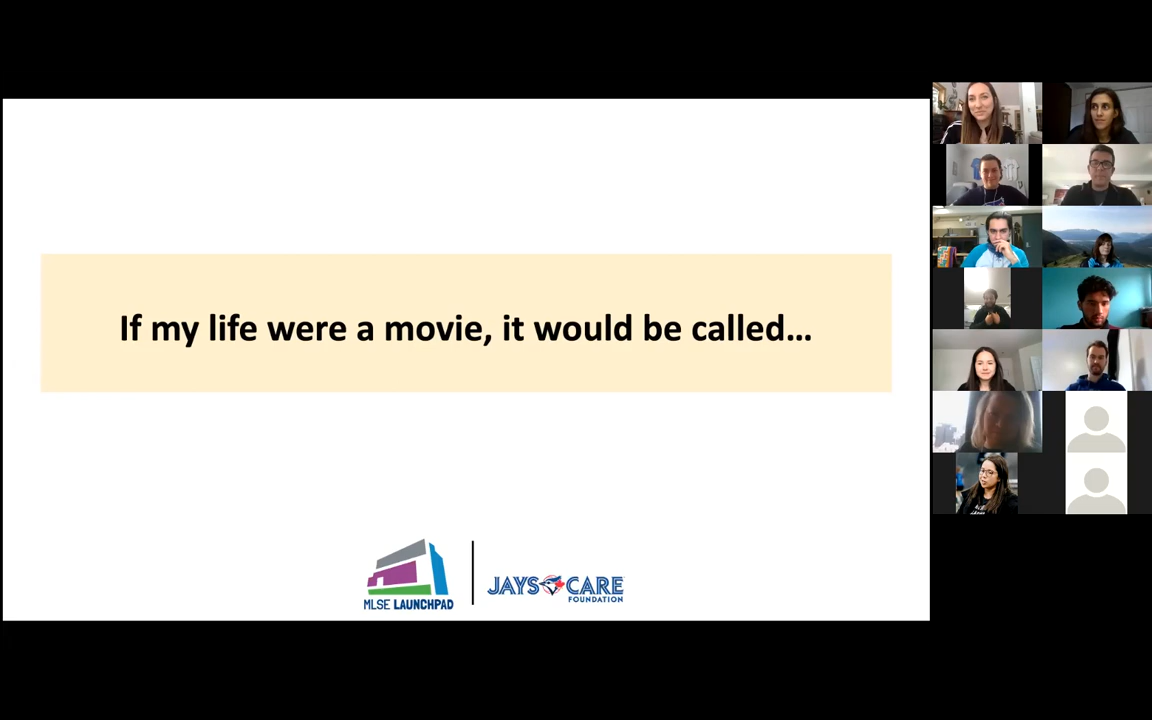 If my life were a movie, it would be called…
MLSE LAUNCHPAD
JAYS CARE
FOUNDATION